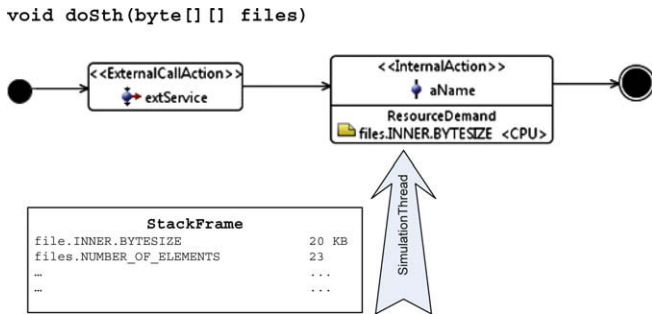 void doSth(byte[][] files)
<<ExternalCallAction>>
extService
<<InternalAction>>
aName
ResourceDemand
files.INNER.BYTESIZE <CPU>
SimulationThread
StackFrame
file.INNER.BYTESIZE 20 KB
files.NUMBER_OF_ELEMENTS 23
… ...
… ...